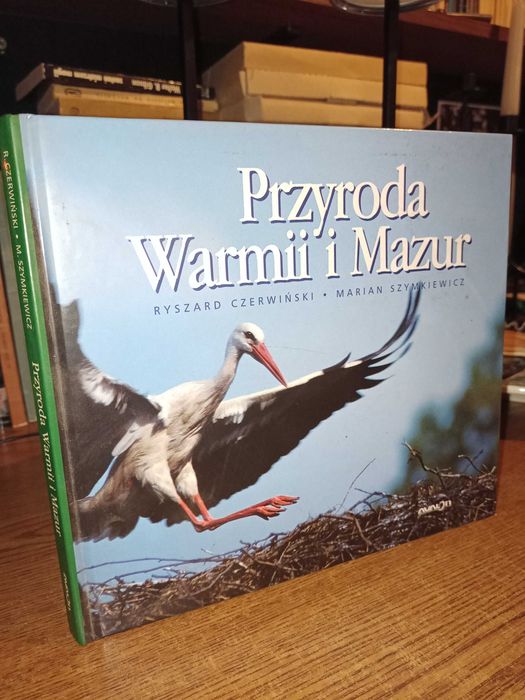 Przyroda
Warmii i Mazur
RYSZARD CZERWIŃSKI • MARIAN SZYMKIEWICZ
R. CZERWIŃSKI • M. SZYMKIEWICZ
Przyroda Warmii i Mazur